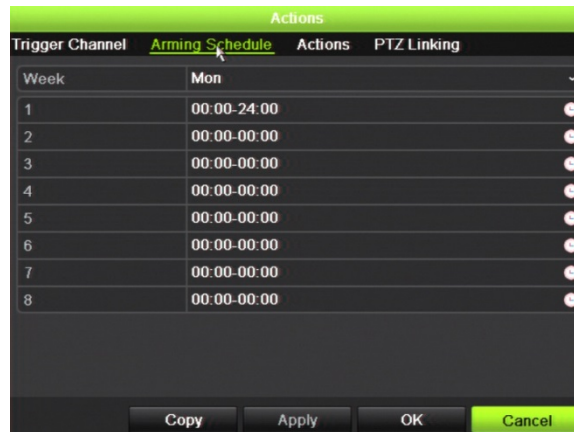 Actions
Trigger Channel Arming Schedule Actions PTZ Linking
Week Mon
1 00:00-24:00
2 00:00-00:00
3 00:00-00:00
4 00:00-00:00
5 00:00-00:00
6 00:00-00:00
7 00:00-00:00
8 00:00-00:00
Copy Apply OK Cancel